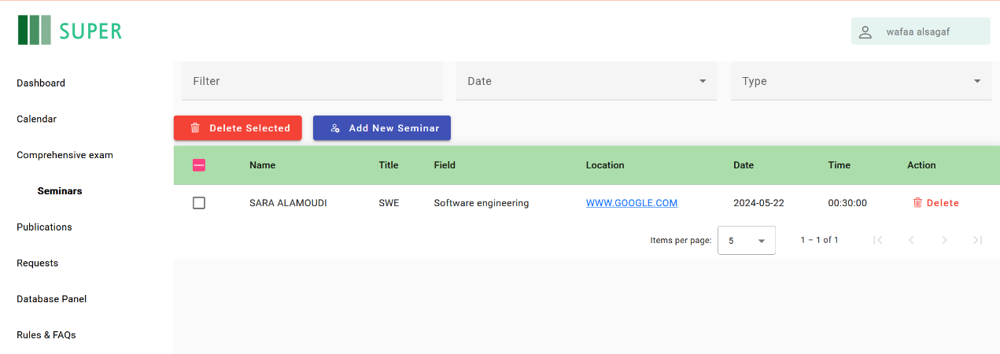 SUPER
wafaa alsagaf
Dashboard
Calendar
Comprehensive exam
Seminars
Publications
Requests
Database Panel
Rules & FAQs
Filter
Date
Type
Delete Selected
Add New Seminar
Name Title Field Location Date Time Action
SARA ALAMOUDI SWE Software engineering WWW.GOOGLE.COM 2024-05-22 00:30:00 Delete
Items per page: 5 1 – 1 of 1